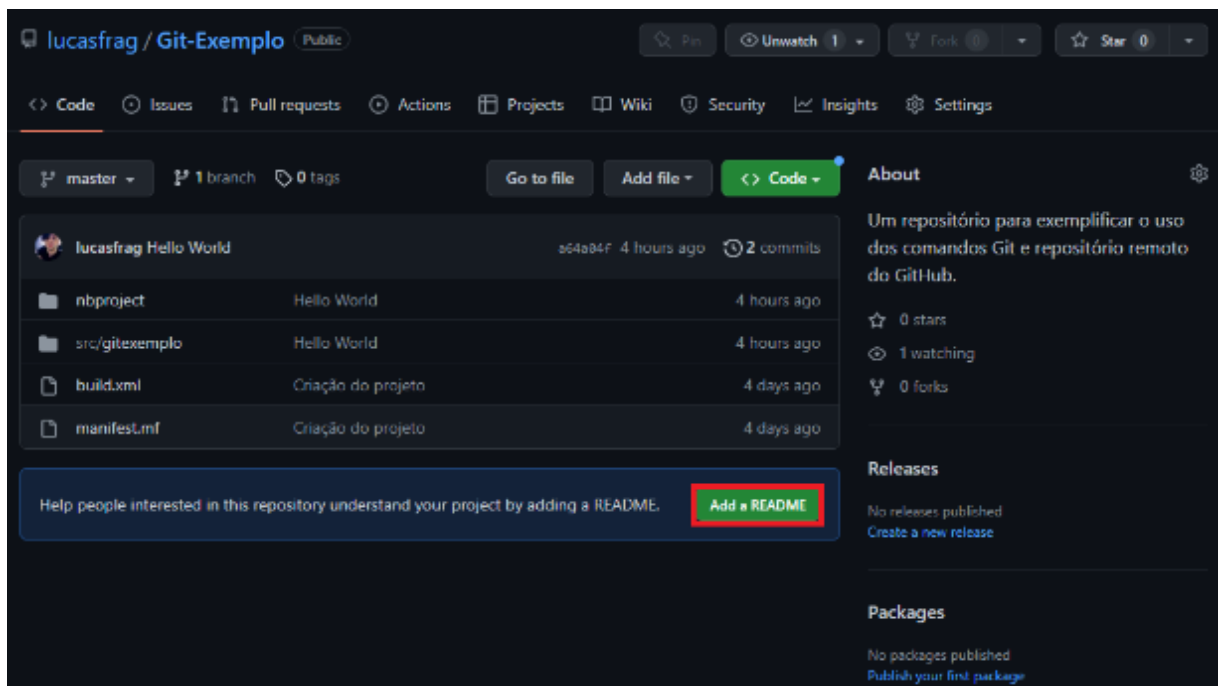 lucasfrag / Git-Exemplo Public
Pin Unwatch 1 Fork 0 Star 0
Code Issues Pull requests Actions Projects Wiki Security Insights Settings
master 1 branch 0 tags Go to file Add file Code
lucasfrag Hello World a64a04f 4 hours ago 2 commits
nbproject Hello World 4 hours ago
src/gitexemplo Hello World 4 hours ago
build.xml Criação do projeto 4 days ago
manifest.mf Criação do projeto 4 days ago
Help people interested in this repository understand your project by adding a README. Add a README
About
Um repositório para exemplificar o uso
dos comandos Git e repositório remoto
do GitHub.
0 stars
1 watching
0 forks
Releases
No releases published
Create a new release
Packages
No packages published
Publish your first package